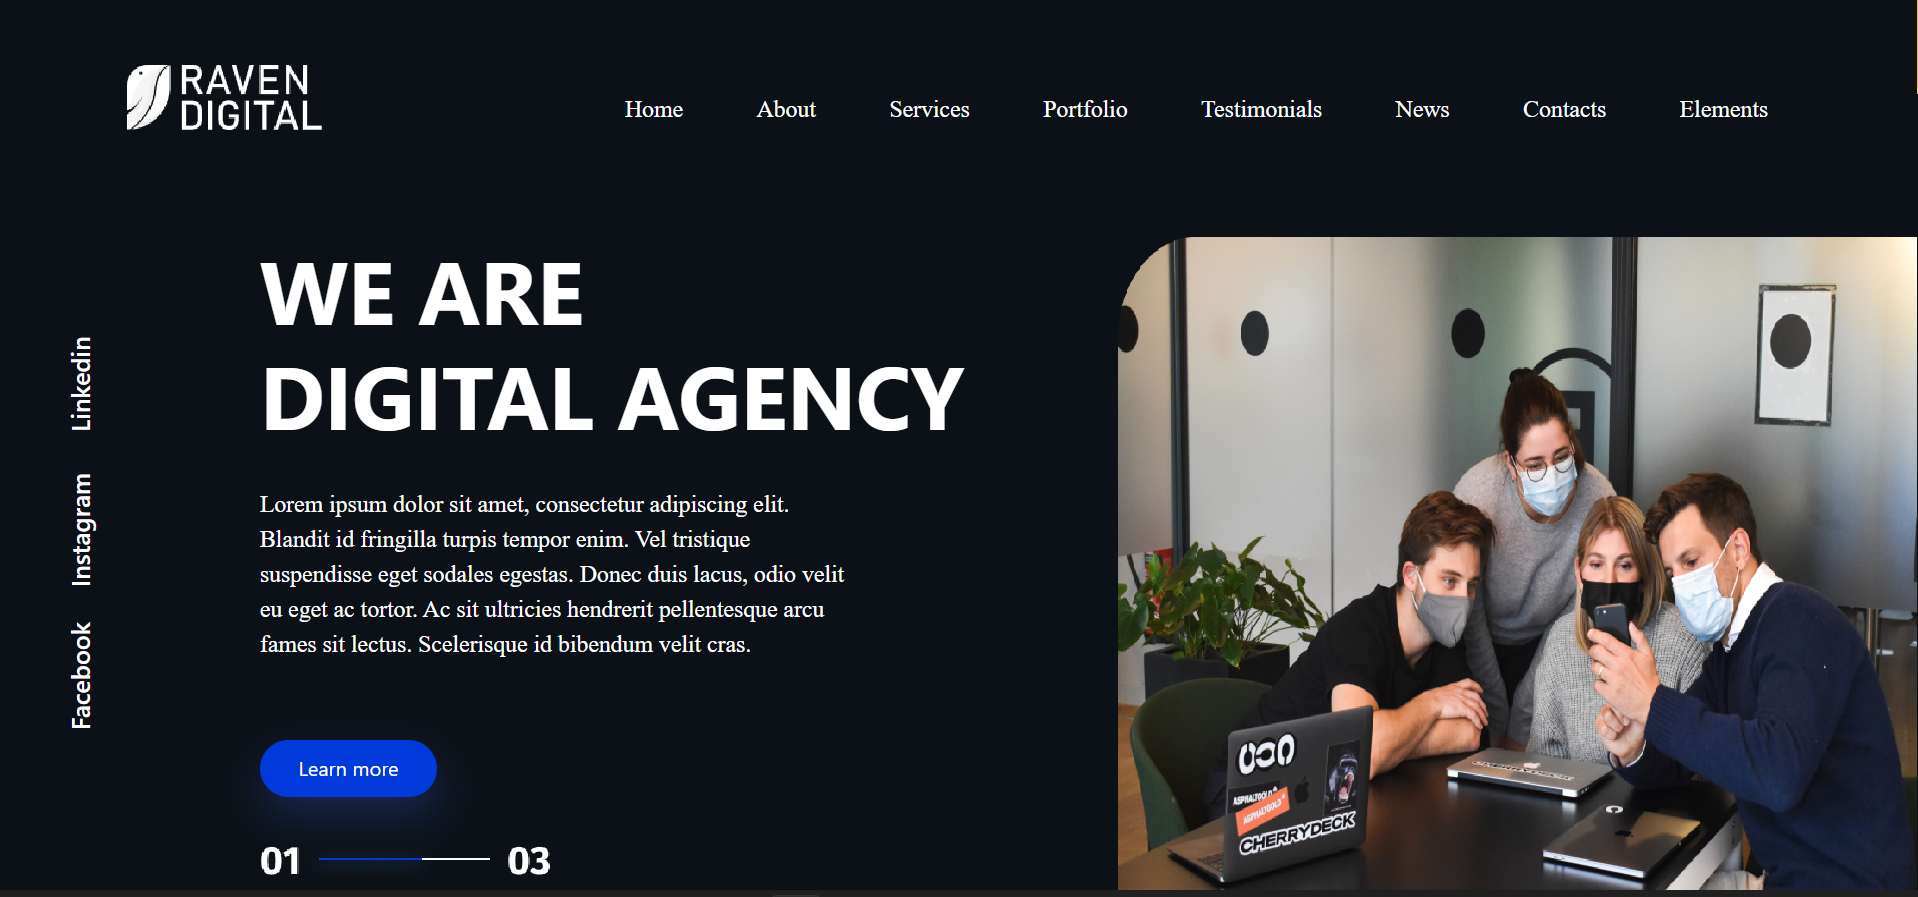 RAVEN
DIGITAL
Home About Services Portfolio Testimonials News Contacts Elements
WE ARE
DIGITAL AGENCY
Linkedin
Instagram
Facebook
Lorem ipsum dolor sit amet, consectetur adipiscing elit.
Blandit id fringilla turpis tempor enim. Vel tristique
suspendisse eget sodales egestas. Donec duis lacus, odio velit
eu eget ac tortor. Ac sit ultricies hendrerit pellentesque arcu
fames sit lectus. Scelerisque id bibendum velit cras.
Learn more
01 03
ASPHALTGOLD
ASPHALTGOLD
CHERRYDECK
CHERRYDECK